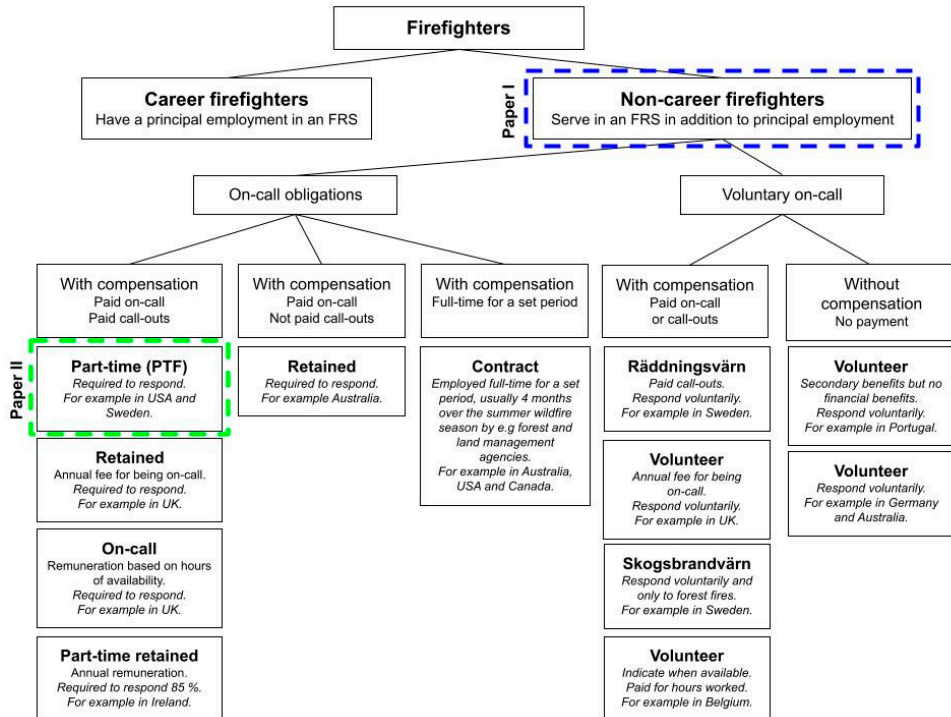 Firefighters
Career firefighters
Have a principal employment in an FRS
Paper I
Non-career firefighters
Serve in an FRS in addition to principal employment
On-call obligations
Voluntary on-call
With compensation
Paid on-call
Paid call-outs
With compensation
Paid on-call
Not paid call-outs
With compensation
Full-time for a set period
With compensation
Paid on-call
or call-outs
Without
compensation
No payment
Paper II
Part-time (PTF)
Required to respond.
For example in USA and
Sweden.
Retained
Annual fee for being on-call.
Required to respond.
For example in UK.
On-call
Remuneration based on hours
of availability.
Required to respond.
For example in UK.
Part-time retained
Annual remuneration.
Required to respond 85 %.
For example in Ireland.
Retained
Required to respond.
For example Australia.
Contract
Employed full-time for a set
period, usually 4 months
over the summer wildfire
season by e.g forest and
land management
agencies.
For example in Australia,
USA and Canada.
Räddningsvärn
Paid call-outs.
Respond voluntarily.
For example in Sweden.
Volunteer
Annual fee for being
on-call.
Respond voluntarily.
For example in UK.
Skogsbrandvärn
Respond voluntarily and
only to forest fires.
For example in Sweden.
Volunteer
Indicate when available.
Paid for hours worked.
For example in Belgium.
Volunteer
Secondary benefits but no
financial benefits.
Respond voluntarily.
For example in Portugal.
Volunteer
Respond voluntarily.
For example in Germany
and Australia.